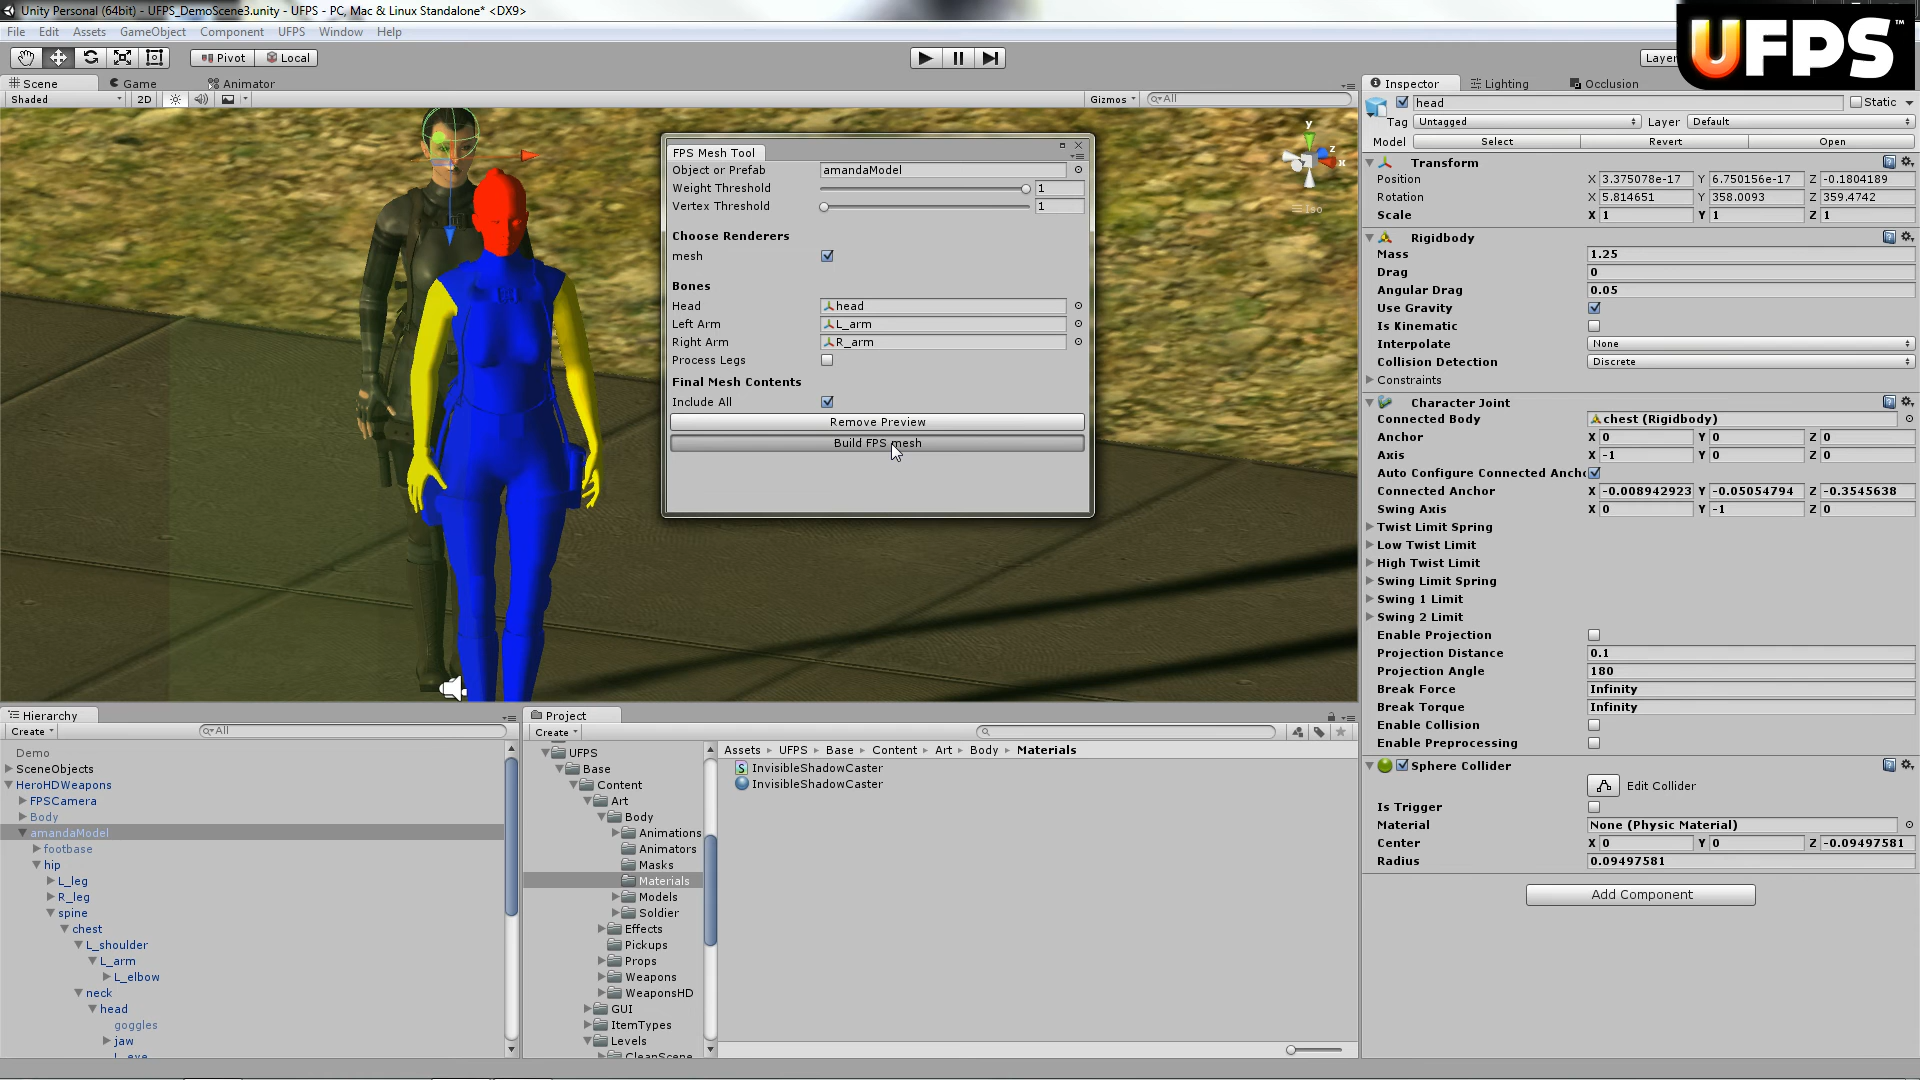 Unity Personal (64bit) - UFPS_DemoScene3.unity - UFPS - PC, Mac & Linux Standalone* <DX9>
File Edit Assets GameObject Component UFPS Window Help
UFPS™
Pivot Local
Layer
Scene Game Animator
Shaded 2D Gizmos All
y
z
x
Iso
FPS Mesh Tool
Object or Prefab amandaModel
Weight Threshold 1
Vertex Threshold 1
Choose Renderers
mesh
Bones
Head head
Left Arm L_arm
Right Arm R_arm
Process Legs
Final Mesh Contents
Include All
Remove Preview
Build FPS mesh
Inspector Lighting Occlusion
head Static
Tag Untagged Layer Default
Model Select Revert Open
Transform
Position X 3.375078e-17 Y 6.750156e-17 Z -0.1804189
Rotation X 5.814651 Y 358.0093 Z 359.4742
Scale X 1 Y 1 Z 1
Rigidbody
Mass 1.25
Drag 0
Angular Drag 0.05
Use Gravity
Is Kinematic
Interpolate None
Collision Detection Discrete
Constraints
Character Joint
Connected Body chest (Rigidbody)
Anchor X 0 Y 0 Z 0
Axis X -1 Y 0 Z 0
Auto Configure Connected Ancho
Connected Anchor X -0.008942923 Y -0.05054794 Z -0.3545638
Swing Axis X 0 Y -1 Z 0
Twist Limit Spring
Low Twist Limit
High Twist Limit
Swing Limit Spring
Swing 1 Limit
Swing 2 Limit
Enable Projection
Projection Distance 0.1
Projection Angle 180
Break Force Infinity
Break Torque Infinity
Enable Collision
Enable Preprocessing
Sphere Collider
Edit Collider
Is Trigger
Material None (Physic Material)
Center X 0 Y 0 Z -0.09497581
Radius 0.09497581
Add Component
Hierarchy
Create All
Demo
SceneObjects
HeroHDWeapons
FPSCamera
Body
amandaModel
footbase
hip
L_leg
R_leg
spine
chest
L_shoulder
L_arm
L_elbow
neck
head
goggles
jaw
L_eye
Project
Create
UFPS
Base
Content
Art
Body
Animations
Animators
Masks
Materials
Models
Soldier
Effects
Pickups
Props
Weapons
WeaponsHD
GUI
ItemTypes
Levels
CleanScene
Assets UFPS Base Content Art Body Materials
InvisibleShadowCaster
InvisibleShadowCaster